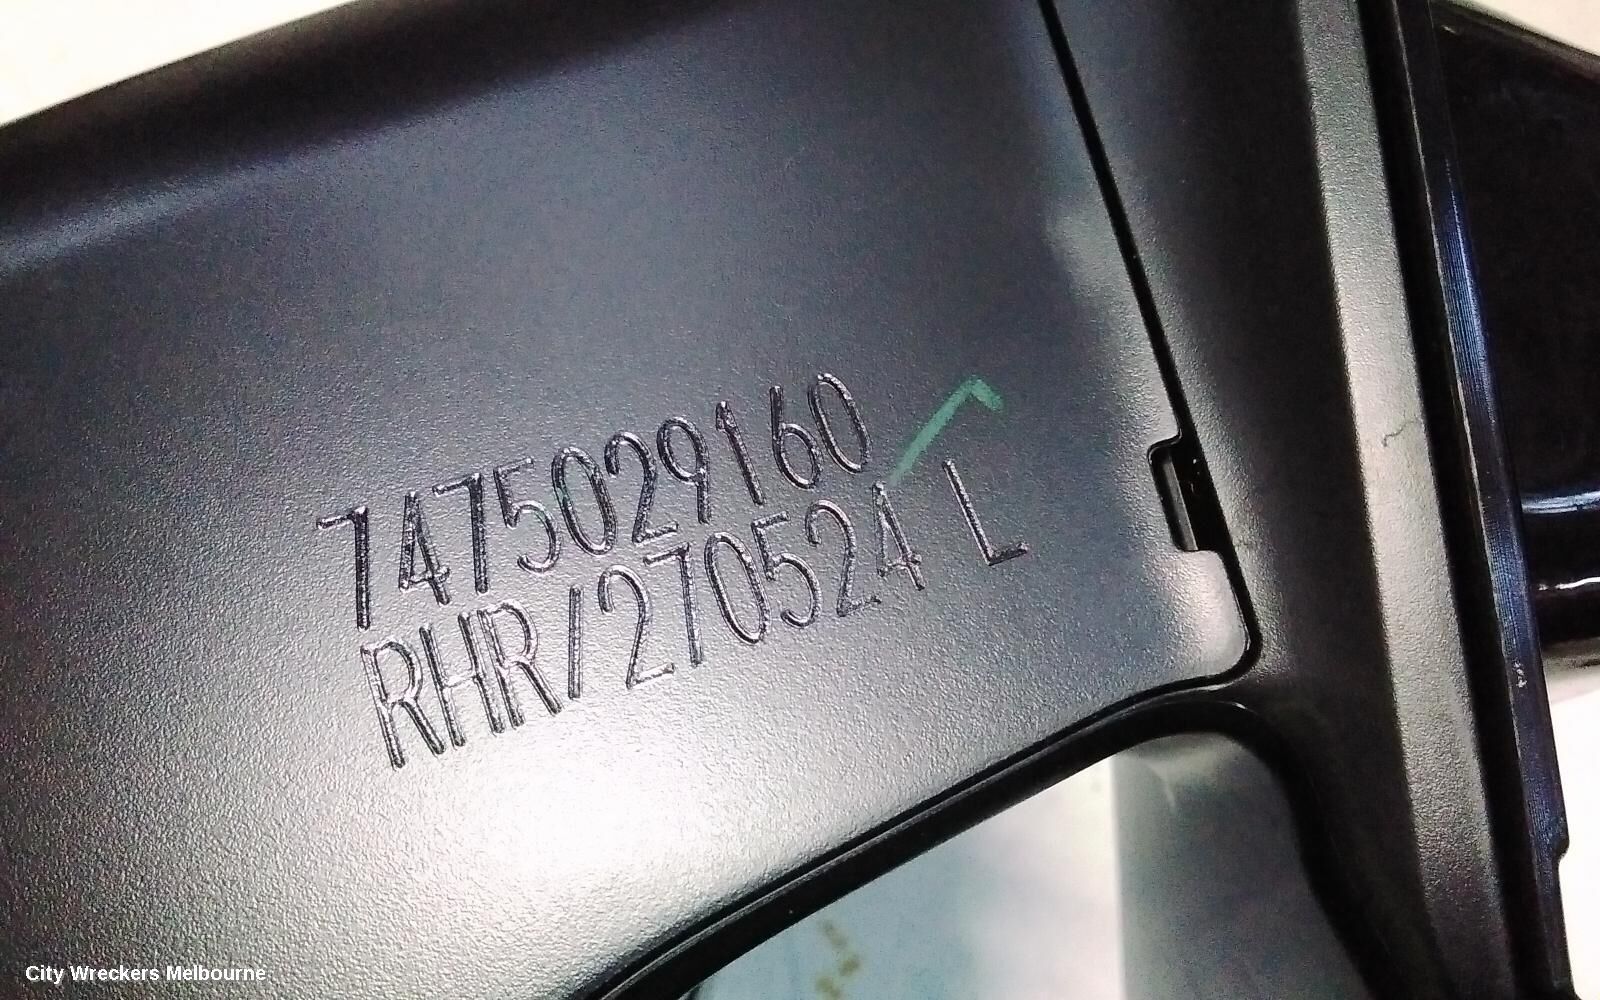 7475029160
RHR/270524 L
City Wreckers Melbourne